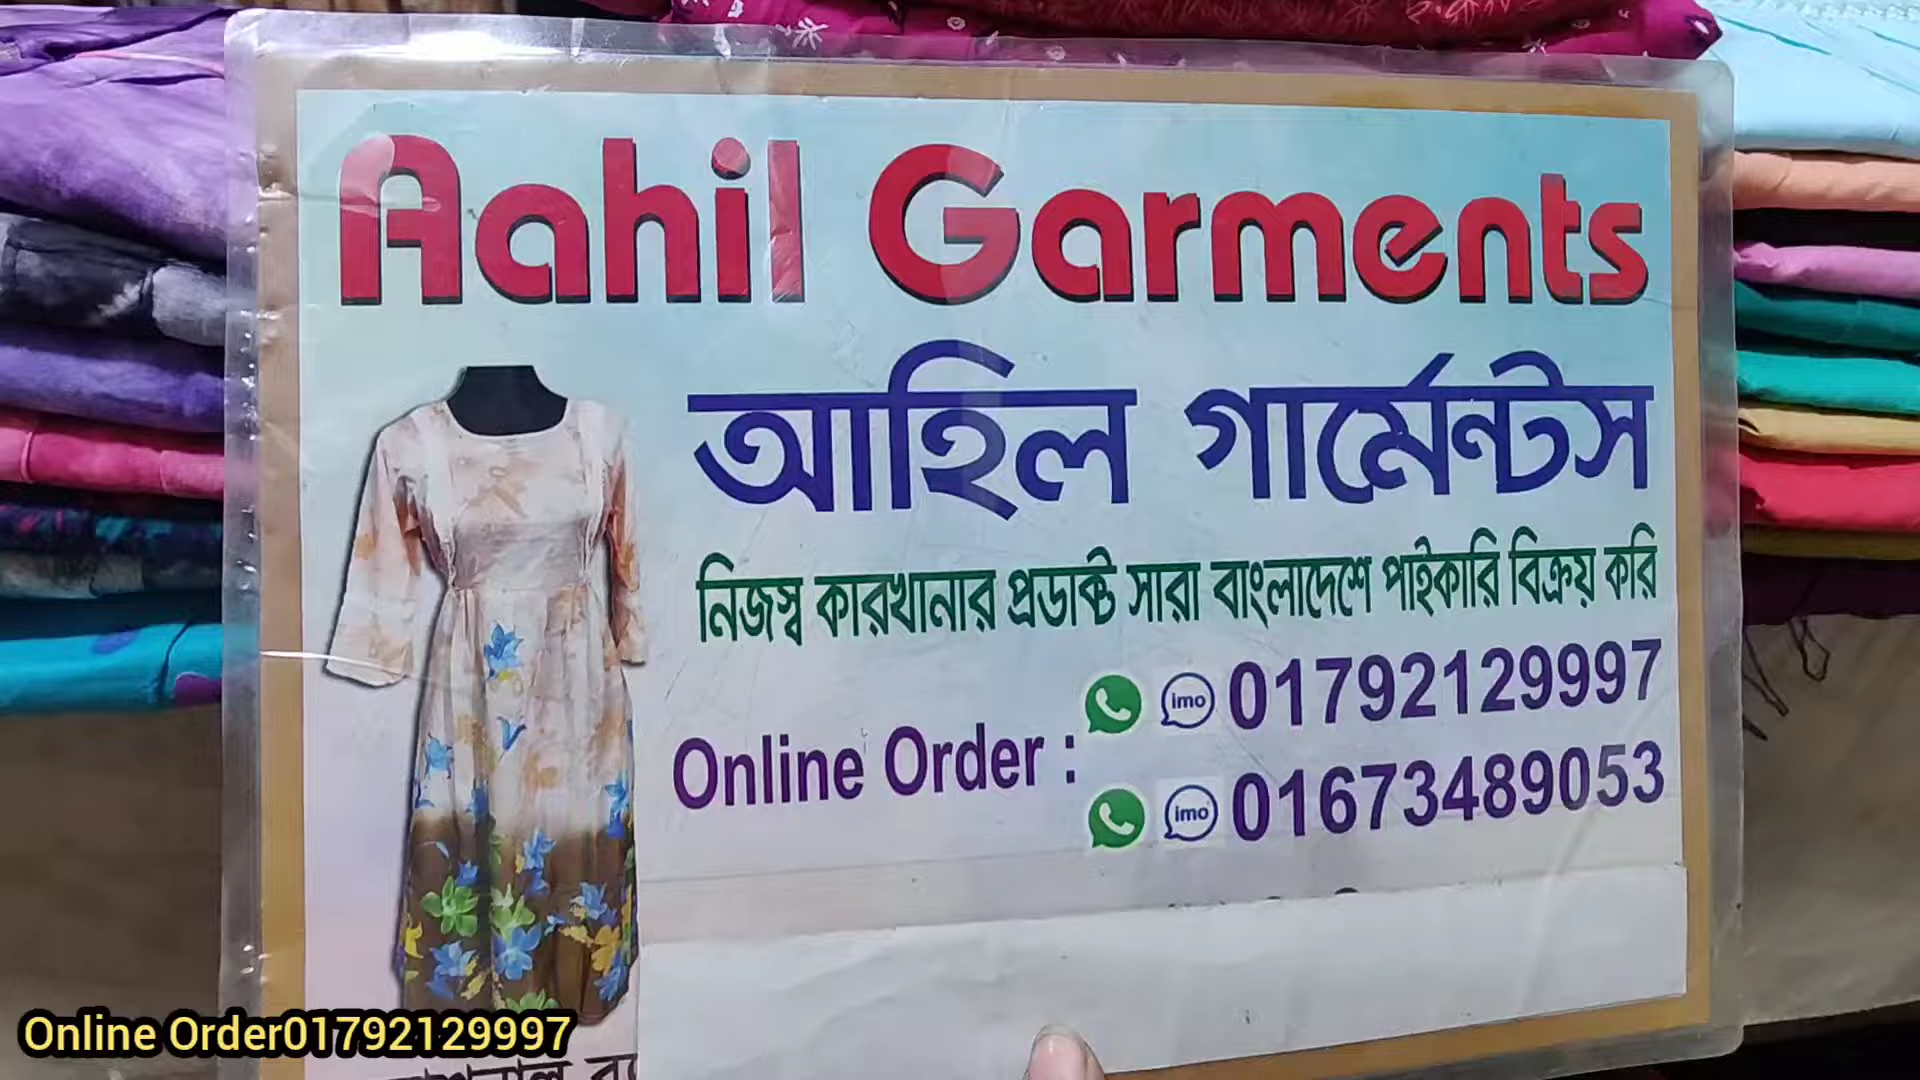 Aahil Garments
আহিল গার্মেন্টস
নিজস্ব কারখানার প্রডাক্ট সারা বাংলাদেশে পাইকারি বিক্রয় করি
imo 01792129997
Online Order :
imo 01673489053
Online Order01792129997